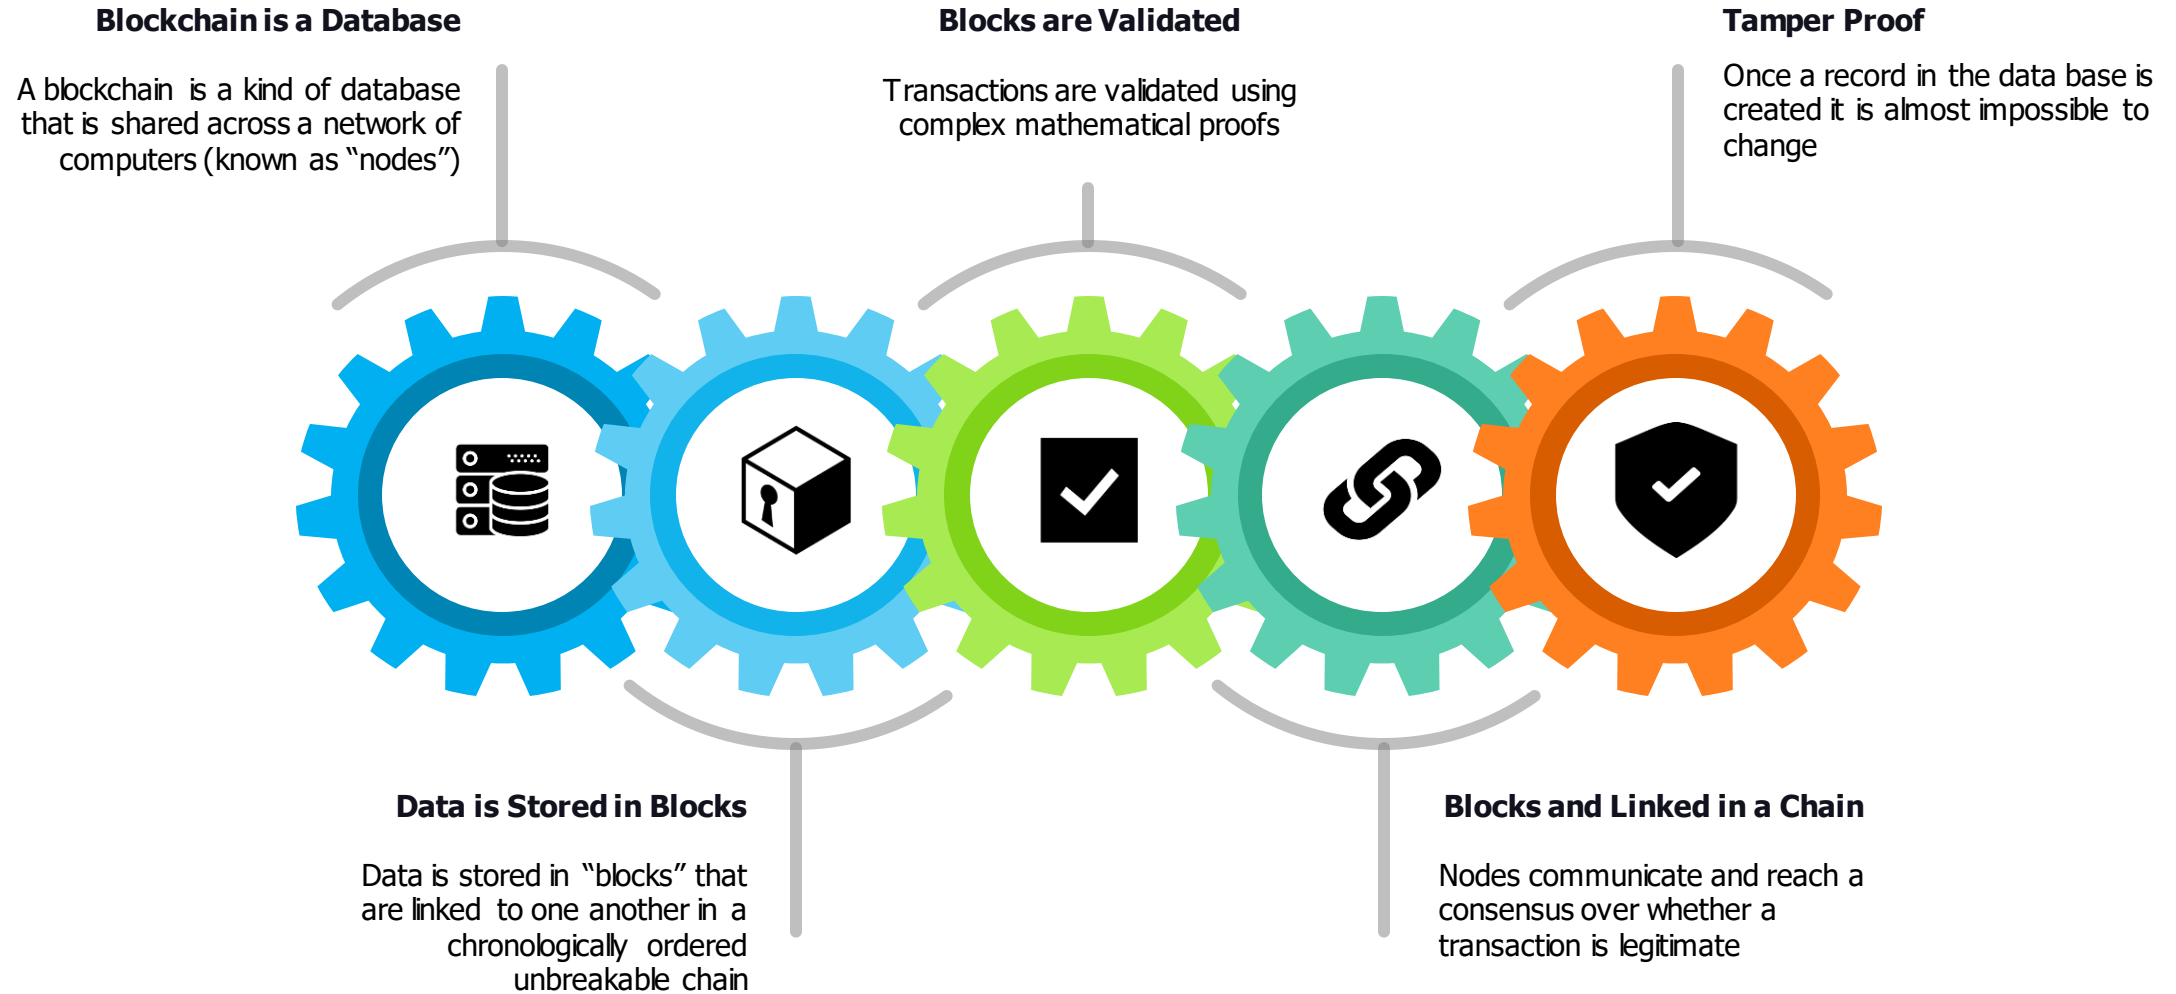 Blockchain is a Database
A blockchain is a kind of database
that is shared across a network of
computers (known as “nodes”)
Blocks are Validated
Transactions are validated using
complex mathematical proofs
Tamper Proof
Once a record in the data base is
created it is almost impossible to
change
Data is Stored in Blocks
Data is stored in “blocks” that
are linked to one another in a
chronologically ordered
unbreakable chain
Blocks and Linked in a Chain
Nodes communicate and reach a
consensus over whether a
transaction is legitimate